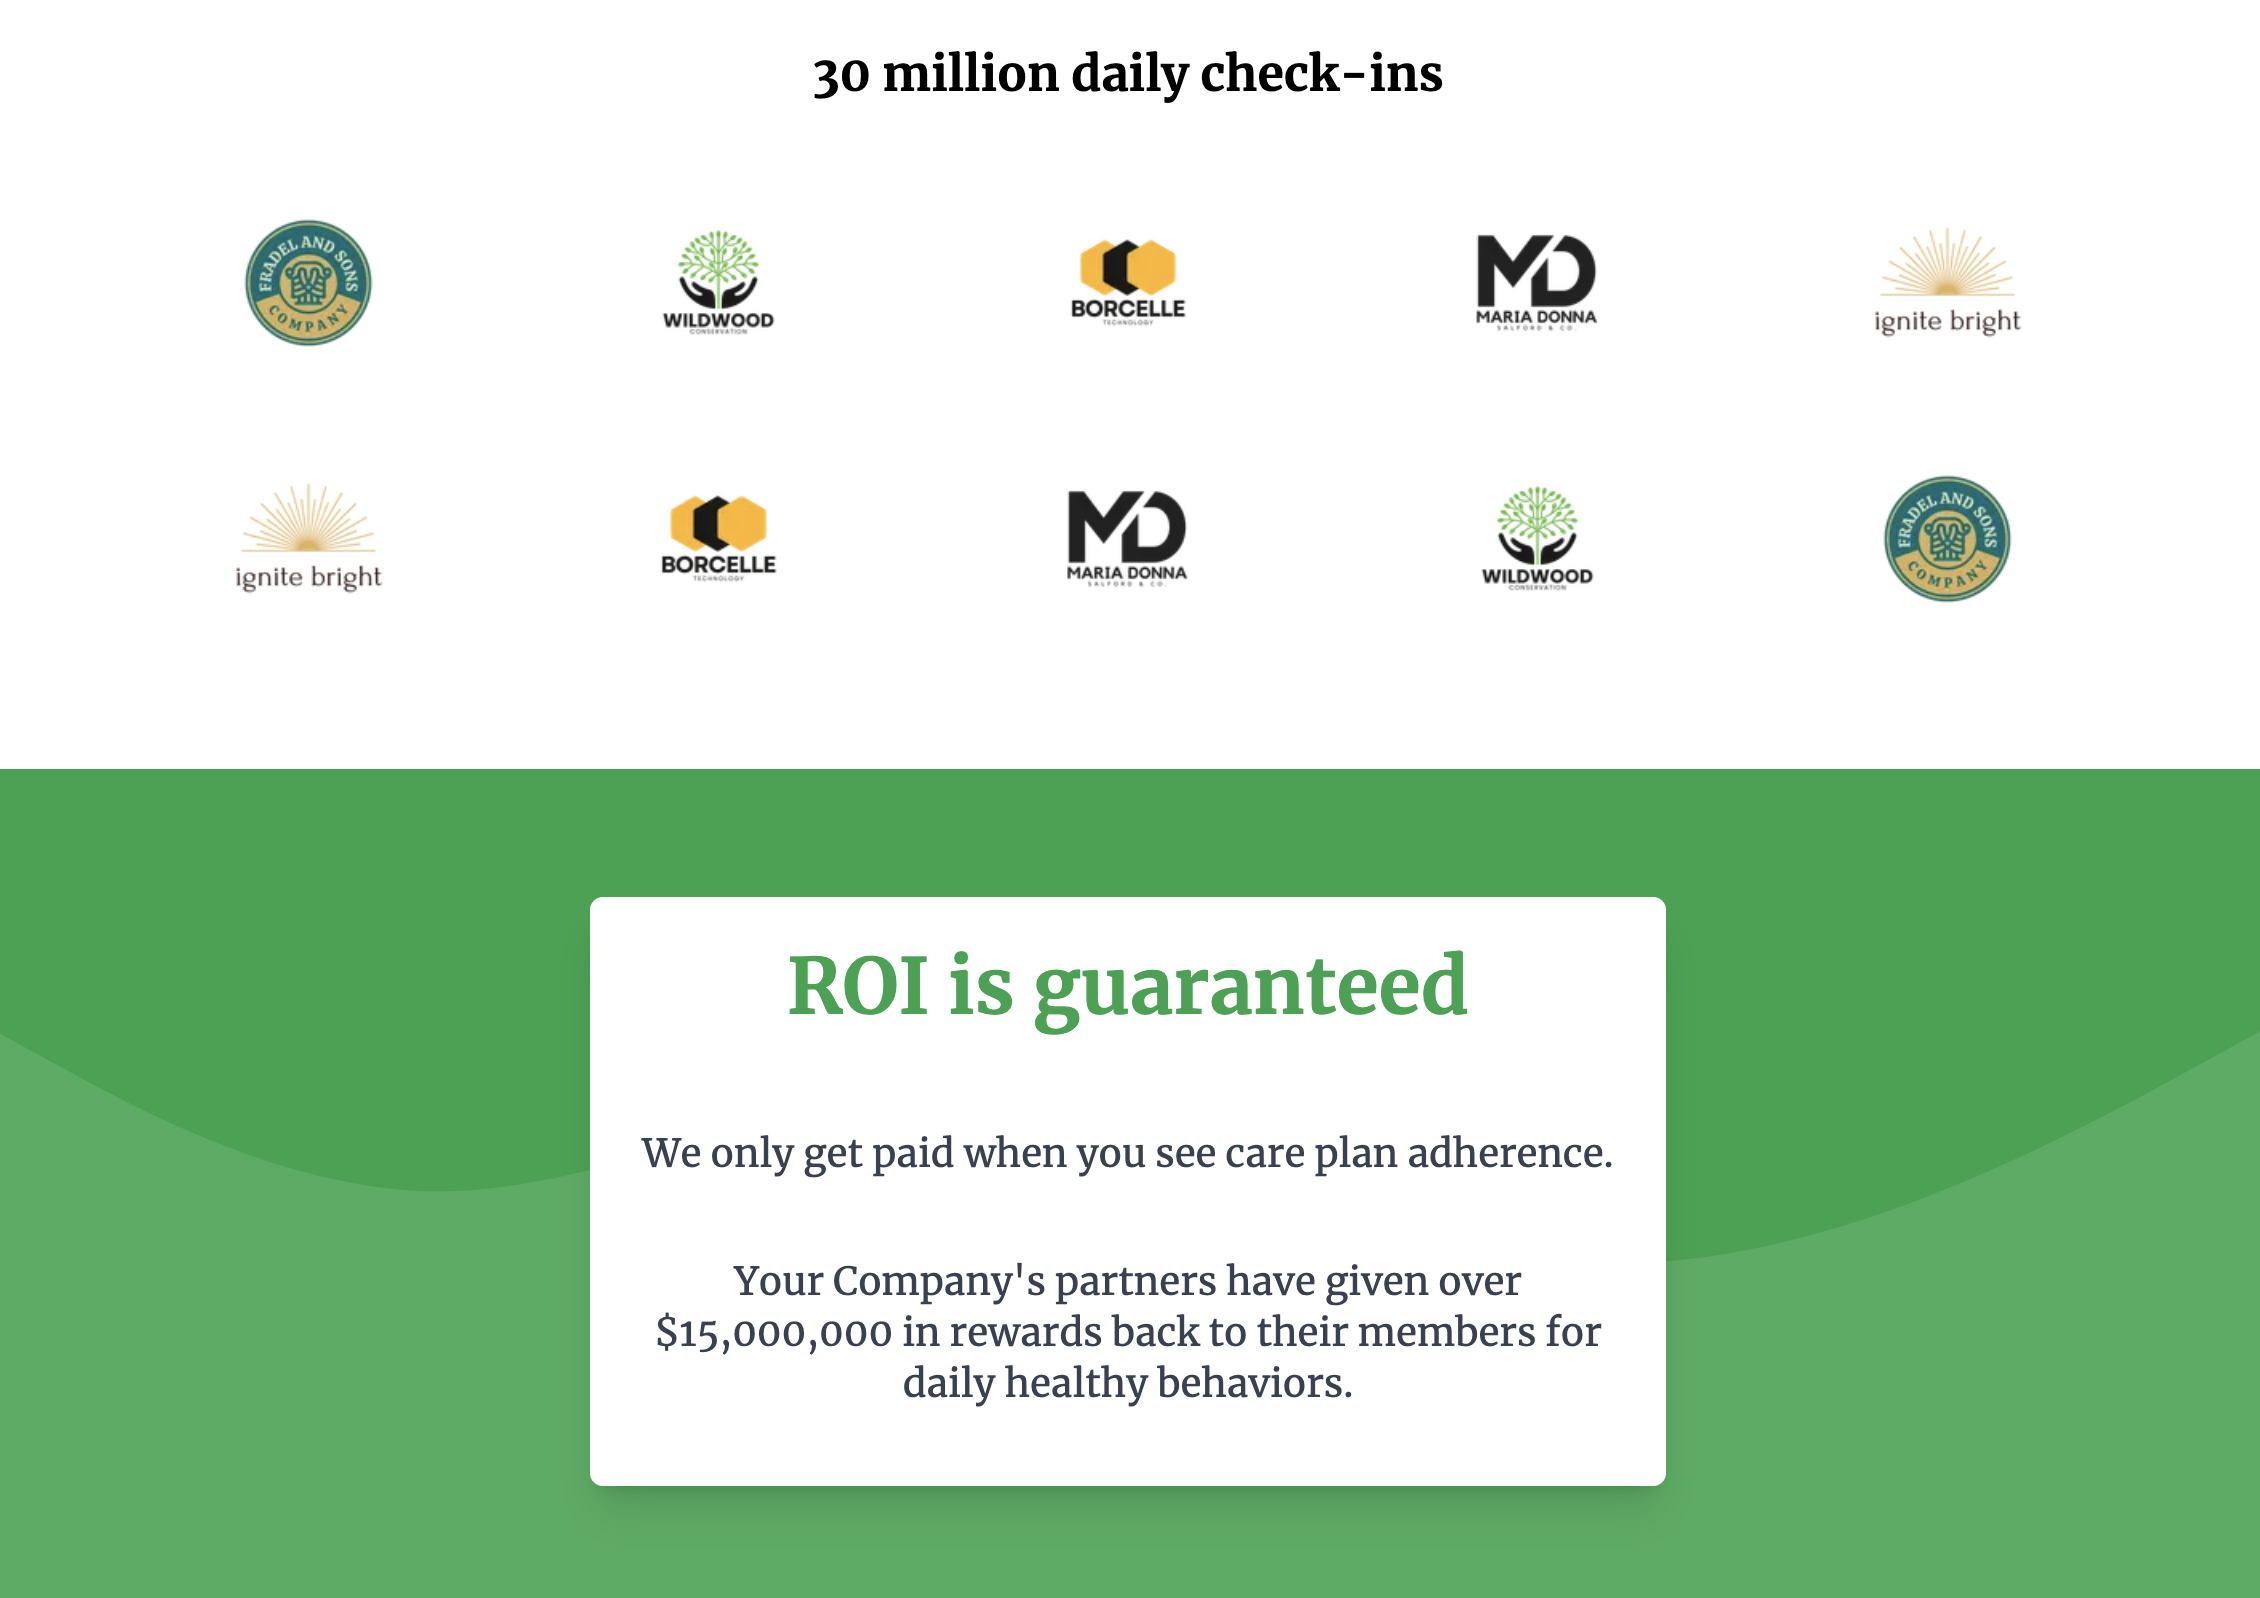 30 million daily check-ins
FRADEL AND SONS
COMPANY
WILDWOOD
CONSERVATION
BORCELLE
TECHNOLOGY
MD
MARIA DONNA
SALFORD & CO.
ignite bright
ignite bright
BORCELLE
TECHNOLOGY
MD
MARIA DONNA
SALFORD & CO.
WILDWOOD
CONSERVATION
FRADEL AND SONS
COMPANY
ROI is guaranteed
We only get paid when you see care plan adherence.
Your Company's partners have given over
$15,000,000 in rewards back to their members for
daily healthy behaviors.